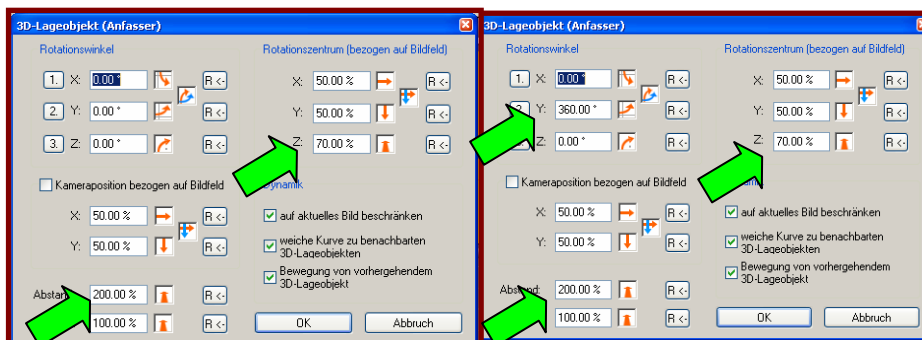 3D-Lageobjekt (Anfasser)
Rotationswinkel
1. X: 0.00 ° R <-
2. Y: 0.00 ° R <-
3. Z: 0.00 ° R <-
Rotationszentrum (bezogen auf Bildfeld)
X: 50.00 % R <-
Y: 50.00 % R <-
Z: 70.00 % R <-
Kameraposition bezogen auf Bildfeld
X: 50.00 % R <-
Y: 50.00 % R <-
Dynamik
auf aktuelles Bild beschränken
weiche Kurve zu benachbarten
3D-Lageobjekten
Bewegung von vorhergehendem
3D-Lageobjekt
200.00 % R <-
100.00 % R <-
OK Abbruch
3D-Lageobjekt (Anfasser)
Rotationswinkel
1. X: 0.00 ° R <-
Y: 360.00 ° R <-
Z: 0.00 ° R <-
Rotationszentrum (bezogen auf Bildfeld)
X: 50.00 % R <-
Y: 50.00 % R <-
Z: 70.00 % R <-
Kameraposition bezogen auf Bildfeld
X: 50.00 % R <-
Y: 50.00 % R <-
auf aktuelles Bild beschränken
weiche Kurve zu benachbarten
3D-Lageobjekten
Bewegung von vorhergehendem
3D-Lageobjekt
Abstand: 200.00 % R <-
100.00 % R <-
OK Abbruch